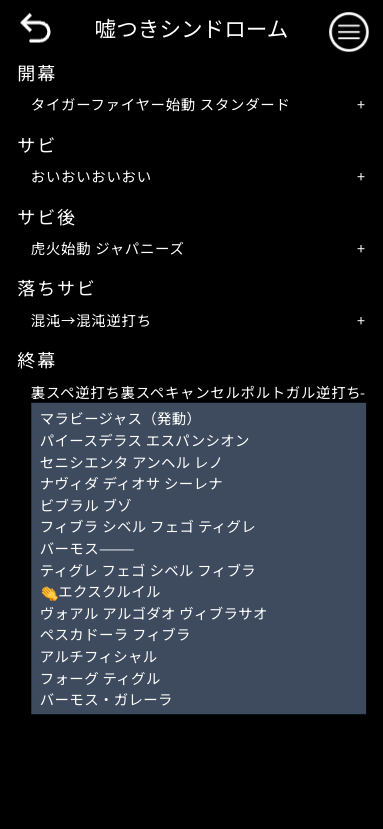 嘘つきシンドローム
開幕
タイガーファイヤー始動 スタンダード +
サビ
おいおいおいおい +
サビ後
虎火始動 ジャパニーズ +
落ちサビ
混沌→混沌逆打ち +
終幕
裏スペ逆打ち裏スペキャンセルポルトガル逆打ち-
マラビージャス（発動）
パイースデラス エスパンシオン
セニシエンタ アンヘル レノ
ナヴィダ ディオサ シーレナ
ビブラル ブソ
フィブラ シベル フェゴ ティグレ
バーモス―――
ティグレ フェゴ シベル フィブラ
👏エクスクルイル
ヴォアル アルゴダオ ヴィブラサオ
ペスカドーラ フィブラ
アルチフィシャル
フォーグ ティグル
バーモス・ガレーラ